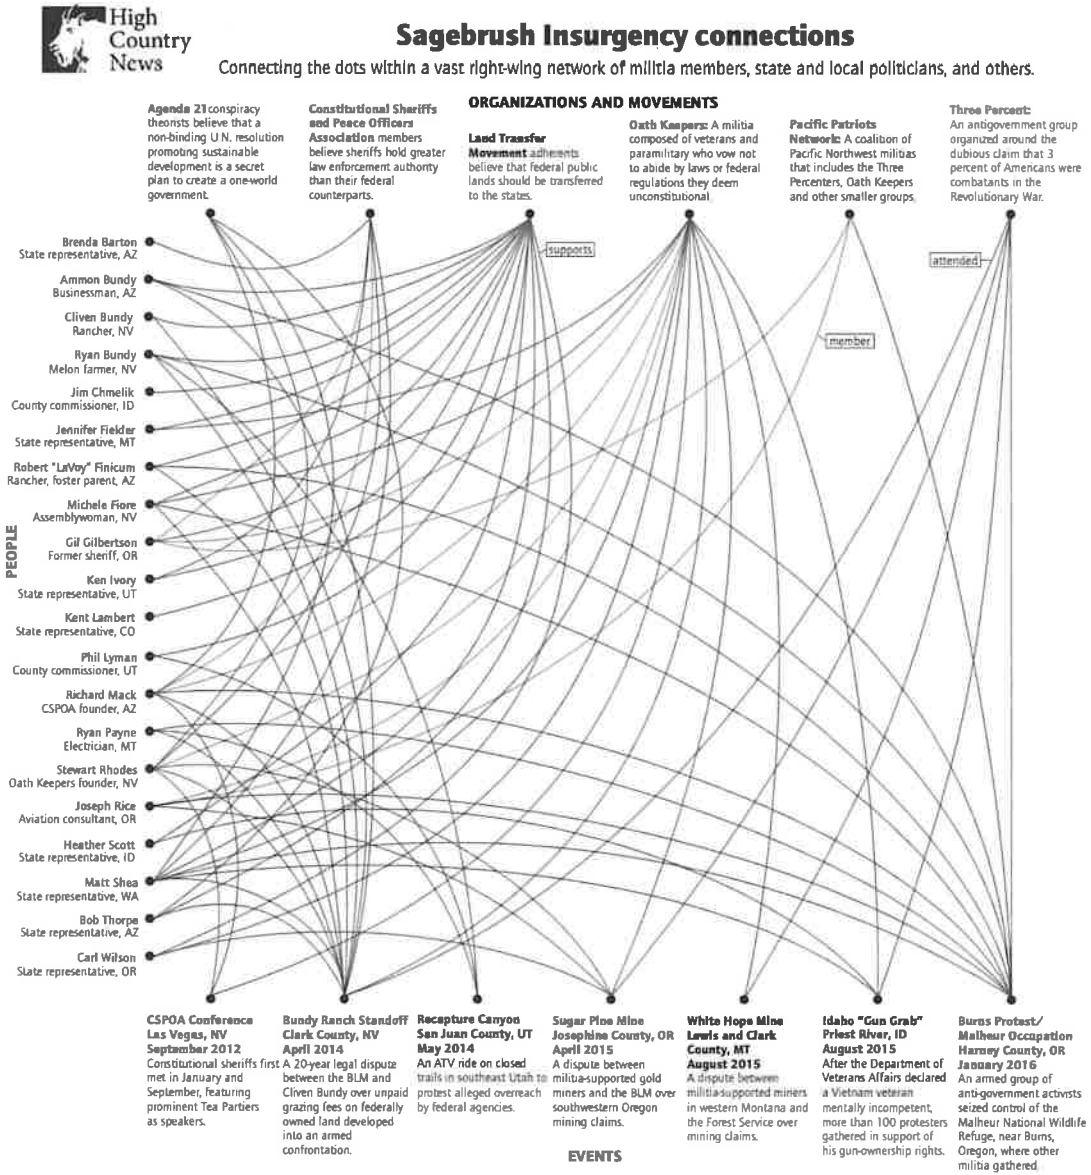 High
Country
News
Sagebrush Insurgency connections
Connecting the dots within a vast right-wing network of militia members, state and local politicians, and others.
ORGANIZATIONS AND MOVEMENTS
Agenda 21 conspiracy
theorists believe that a
non-binding U.N. resolution
promoting sustainable
development is a secret
plan to create a one-world
government.
Constitutional Sheriffs
and Peace Officers
Association members
believe sheriffs hold greater
law enforcement authority
than their federal
counterparts.
Land Transfer
Movement adherents
believe that federal public
lands should be transferred
to the states.
Oath Keepers: A militia
composed of veterans and
paramilitary who vow not
to abide by laws or federal
regulations they deem
unconstitutional.
Pacific Patriots
Network: A coalition of
Pacific Northwest militias
that includes the Three
Percenters, Oath Keepers
and other smaller groups.
Three Percent:
An antigovernment group
organized around the
dubious claim that 3
percent of Americans were
combatants in the
Revolutionary War.
supports
attended
member
PEOPLE
Brenda Barton
State representative, AZ
Ammon Bundy
Businessman, AZ
Cliven Bundy
Rancher, NV
Ryan Bundy
Melon farmer, NV
Jim Chmelik
County commissioner, ID
Jennifer Fielder
State representative, MT
Robert "LaVoy" Finicum
Rancher, foster parent, AZ
Michele Fiore
Assemblywoman, NV
Gil Gilbertson
Former sheriff, OR
Ken Ivory
State representative, UT
Kent Lambert
State representative, CO
Phil Lyman
County commissioner, UT
Richard Mack
CSPOA founder, AZ
Ryan Payne
Electrician, MT
Stewart Rhodes
Oath Keepers founder, NV
Joseph Rice
Aviation consultant, OR
Heather Scott
State representative, ID
Matt Shea
State representative, WA
Bob Thorpe
State representative, AZ
Carl Wilson
State representative, OR
CSPOA Conference
Las Vegas, NV
September 2012
Constitutional sheriffs first
met in January and
September, featuring
prominent Tea Partiers
as speakers.
Bundy Ranch Standoff
Clark County, NV
April 2014
A 20-year legal dispute
between the BLM and
Cliven Bundy over unpaid
grazing fees on federally
owned land developed
into an armed
confrontation.
Recapture Canyon
San Juan County, UT
May 2014
An ATV ride on closed
trails in southeast Utah to
protest alleged overreach
by federal agencies.
Sugar Pine Mine
Josephine County, OR
April 2015
A dispute between
militia-supported gold
miners and the BLM over
southwestern Oregon
mining claims.
White Hope Mine
Lewis and Clark
County, MT
August 2015
A dispute between
militia-supported miners
in western Montana and
the Forest Service over
mining claims.
Idaho "Gun Grab"
Priest River, ID
August 2015
After the Department of
Veterans Affairs declared
a Vietnam veteran
mentally incompetent,
more than 100 protesters
gathered in support of
his gun-ownership rights.
Burns Protest/
Malheur Occupation
Harney County, OR
January 2016
An armed group of
anti-government activists
seized control of the
Malheur National Wildlife
Refuge, near Burns,
Oregon, where other
militia gathered.
EVENTS